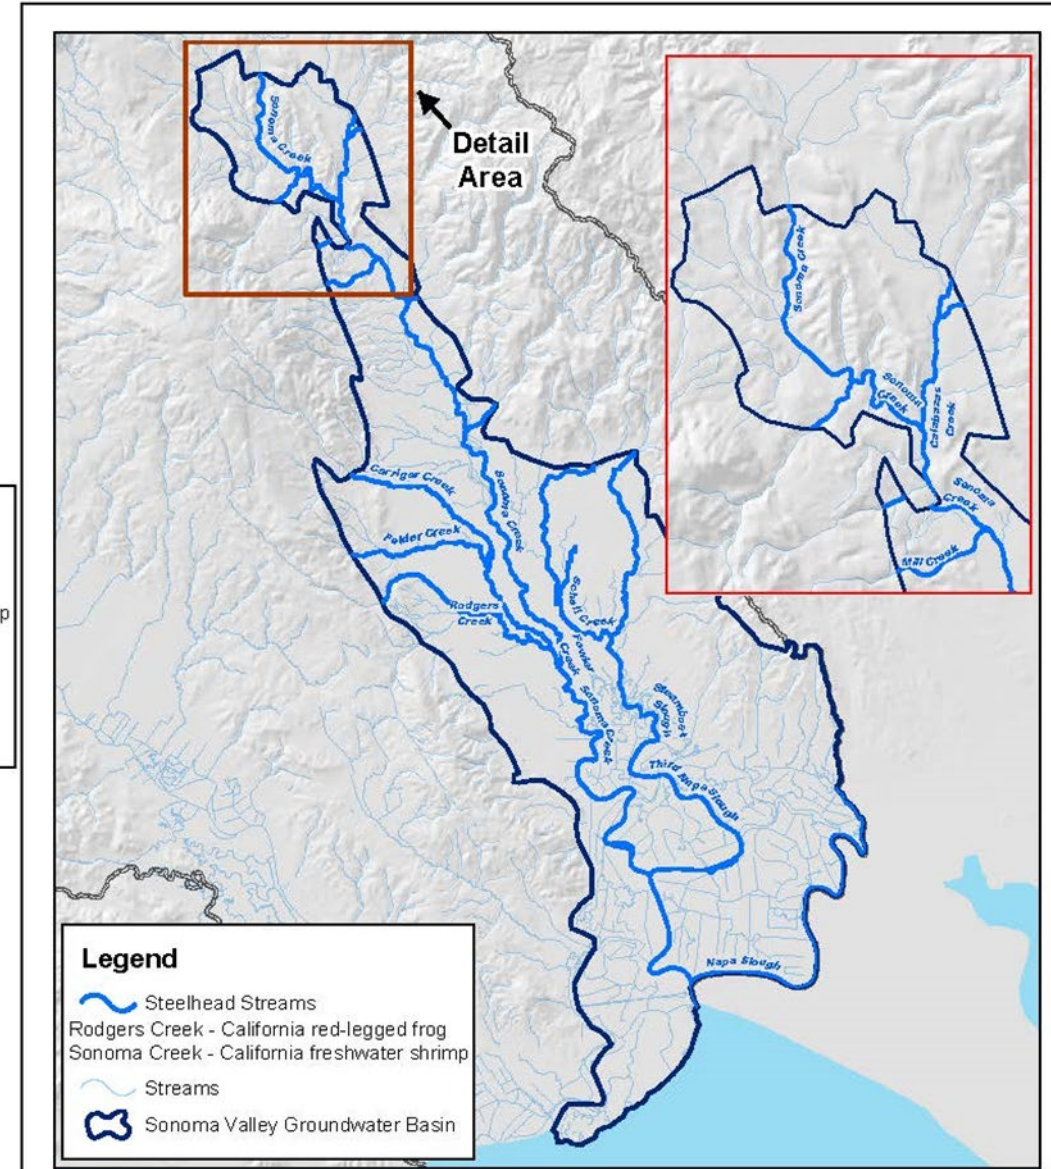 Detail
Area
Sonoma Creek
Carriger Creek
Felder Creek
Rodgers
Creek
Sonoma Creek
Schell Creek
Fowler
Creek
Sonoma Creek
Steamboat
Slough
Third Napa Slough
Napa Slough
Sonoma Creek
Sonoma
Creek
Calabazas
Creek
Sonoma
Creek
Mill Creek
p
Legend
Steelhead Streams
Rodgers Creek - California red-legged frog
Sonoma Creek - California freshwater shrimp
Streams
Sonoma Valley Groundwater Basin